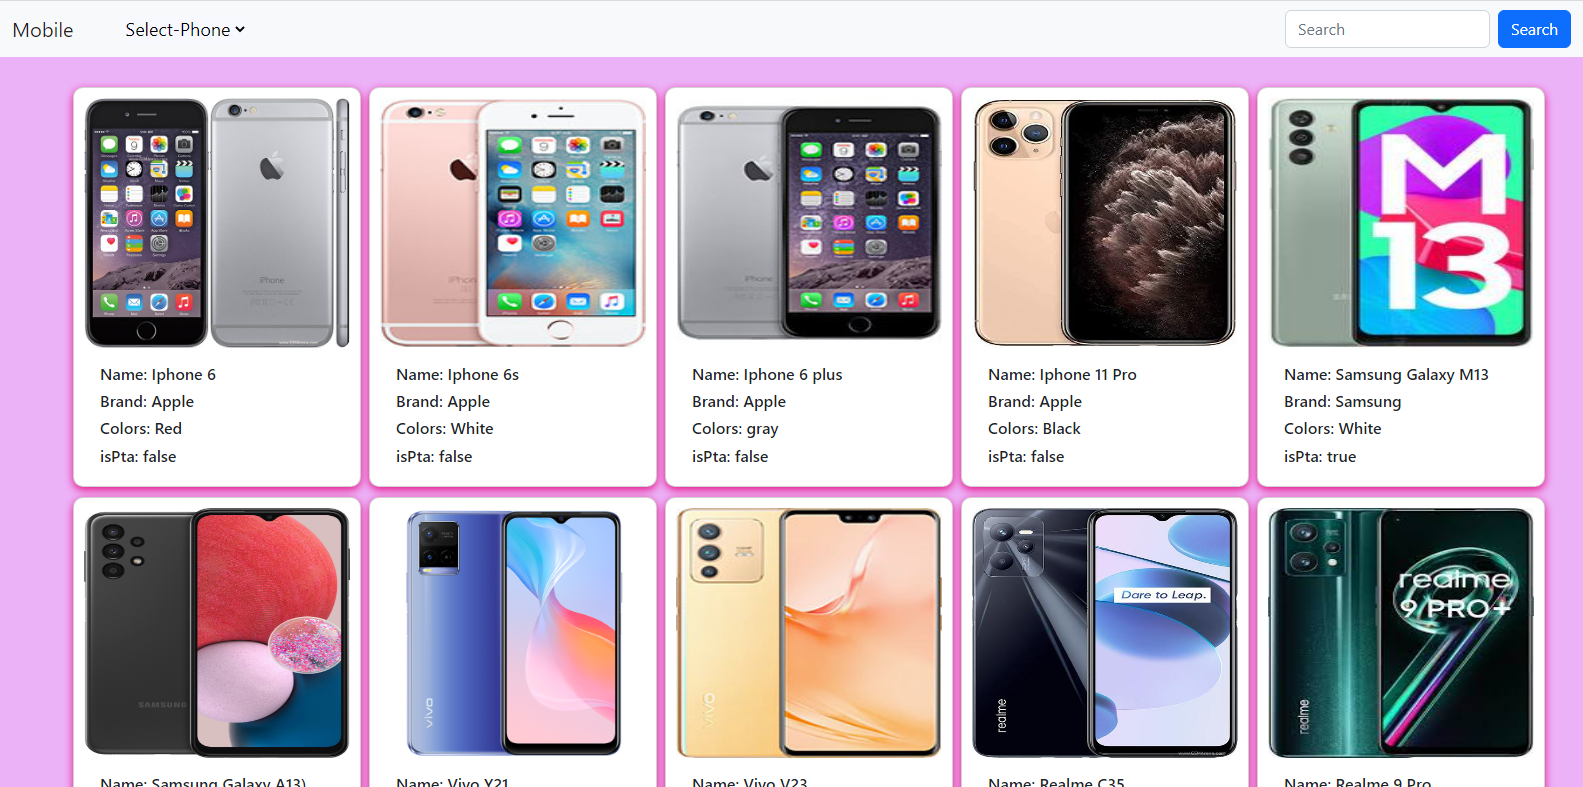 Mobile
Select-Phone
Search
Search
Name: Iphone 6
Brand: Apple
Colors: Red
isPta: false
Name: Iphone 6s
Brand: Apple
Colors: White
isPta: false
Name: Iphone 6 plus
Brand: Apple
Colors: gray
isPta: false
Name: Iphone 11 Pro
Brand: Apple
Colors: Black
isPta: false
M
13
Name: Samsung Galaxy M13
Brand: Samsung
Colors: White
isPta: true
SAMSUNG
Name: Samsung Galaxy A13)
vivo
Name: Vivo Y21
vivo
Name: Vivo V23
Dare to Leap.
realme
Name: Realme C35
realme
9 PRO+
realme
Name: Realme 9 Pro